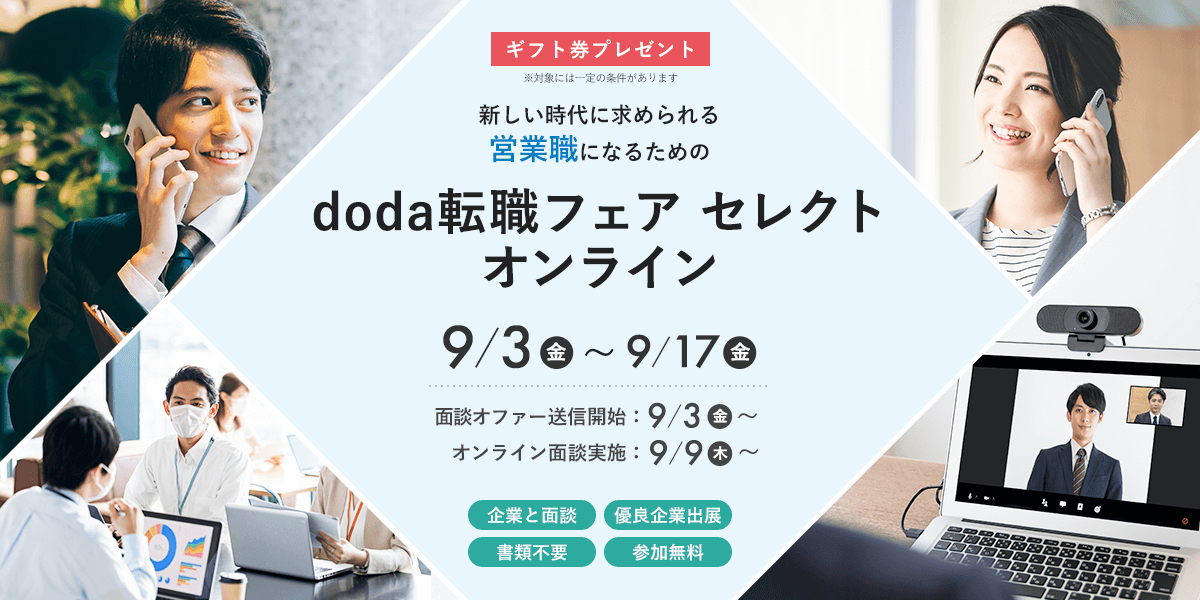 ギフト券プレゼント
※対象には一定の条件があります
新しい時代に求められる
営業職になるための
doda転職フェア セレクト
オンライン
9/3金〜9/17金
面談オファー送信開始：9/3金〜
オンライン面談実施：9/9木〜
企業と面談 優良企業出展
書類不要 参加無料